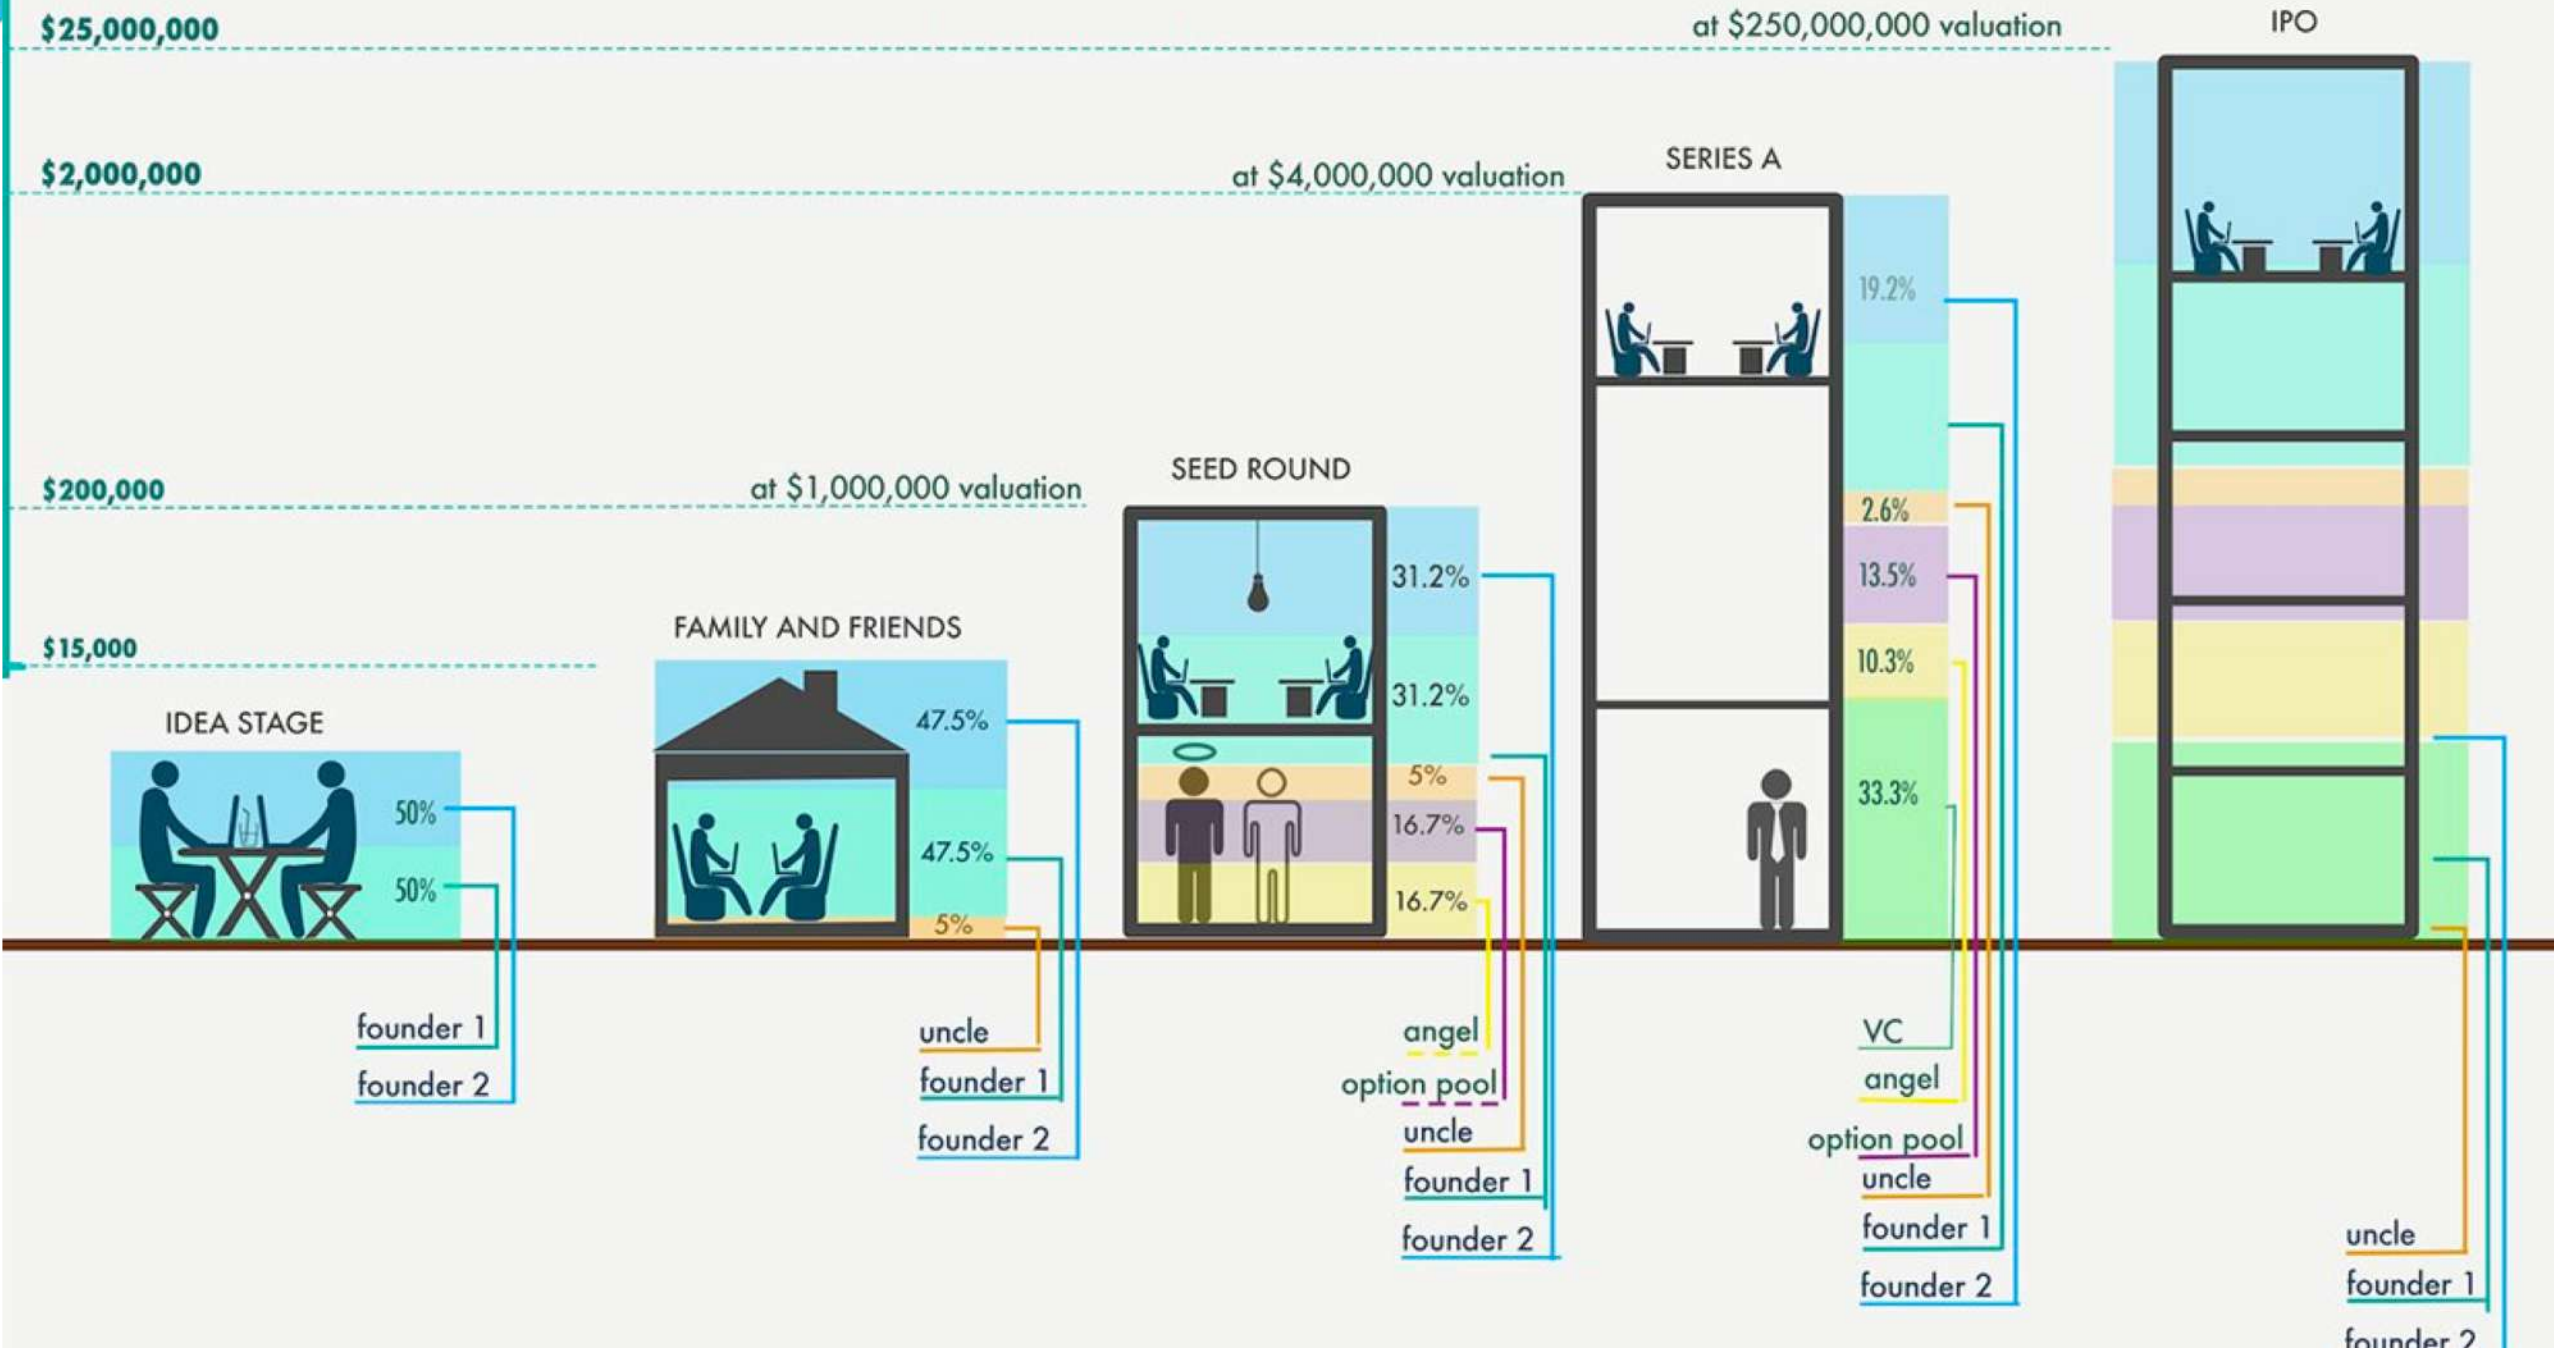 $25,000,000
at $250,000,000 valuation
IPO
$2,000,000
at $4,000,000 valuation
SERIES A
19.2%
$200,000
at $1,000,000 valuation
SEED ROUND
2.6%
13.5%
10.3%
33.3%
31.2%
31.2%
5%
16.7%
16.7%
$15,000
FAMILY AND FRIENDS
47.5%
47.5%
5%
IDEA STAGE
50%
50%
founder 1
founder 2
uncle
founder 1
founder 2
angel
option pool
uncle
founder 1
founder 2
VC
angel
option pool
uncle
founder 1
founder 2
uncle
founder 1
founder 2